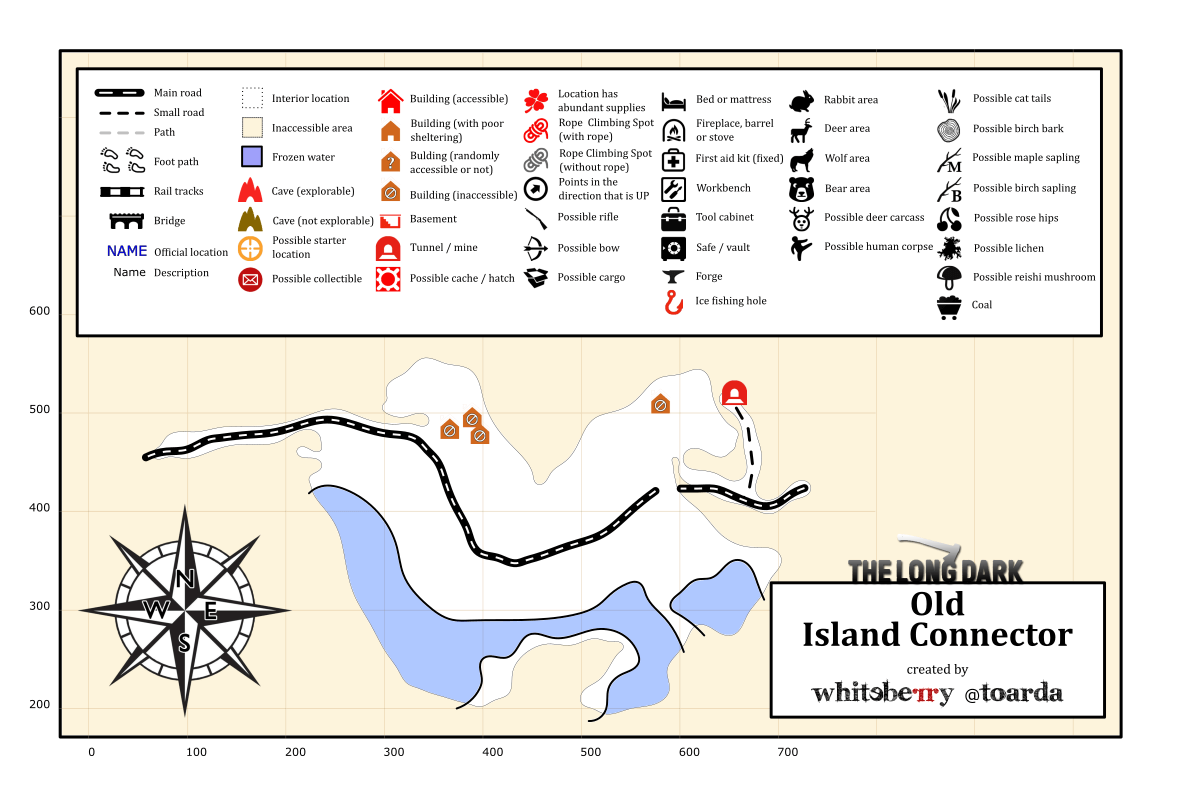 Main road
Small road
Path
Foot path
Rail tracks
Bridge
NAME Official location
Name Description
Interior location
Inaccessible area
Frozen water
Cave (explorable)
Cave (not explorable)
Possible starter
location
Possible collectible
Building (accessible)
Building (with poor
sheltering)
?
Bulding (randomly
accessible or not)
Building (inaccessible)
Basement
Tunnel / mine
Possible cache / hatch
Location has
abundant supplies
Rope Climbing Spot
(with rope)
Rope Climbing Spot
(without rope)
Points in the
direction that is UP
Possible rifle
Possible bow
Possible cargo
Bed or mattress
Fireplace, barrel
or stove
First aid kit (fixed)
Workbench
Tool cabinet
Safe / vault
Forge
Ice fishing hole
Rabbit area
Deer area
Wolf area
Bear area
Possible deer carcass
Possible human corpse
Possible cat tails
Possible birch bark
M Possible maple sapling
B Possible birch sapling
Possible rose hips
Possible lichen
Possible reishi mushroom
Coal
600
500
400
300
200
0 100 200 300 400 500 600 700
N
W E
S
THE LONG DARK
Old
Island Connector
created by
whiteberry @toarda